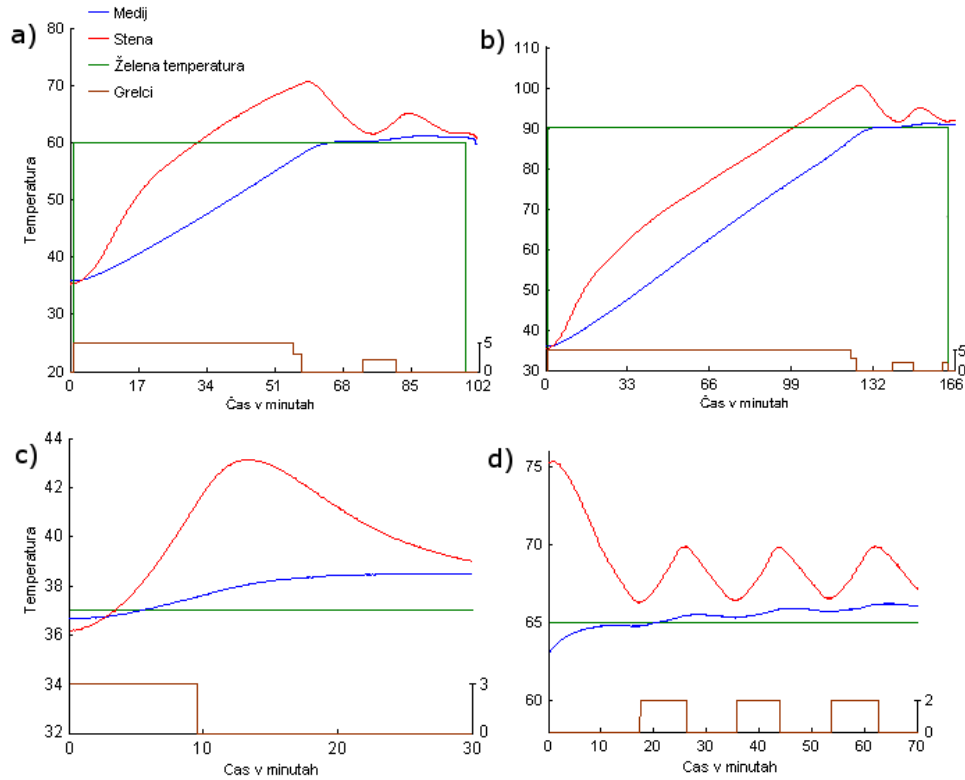 a)
Medij
Stena
Želena temperatura
Grelci
Temperatura
80
70
60
50
40
30
20
5
0
0 17 34 51 68 85 102
Čas v minutah
b)
110
100
90
80
70
60
50
40
30
5
0
0 33 66 99 132 166
Čas v minutah
c)
Temperatura
44
42
40
38
36
34
32
3
0
0 10 20 30
Čas v minutah
d)
75
70
65
60
2
0
0 10 20 30 40 50 60 70
Čas v minutah